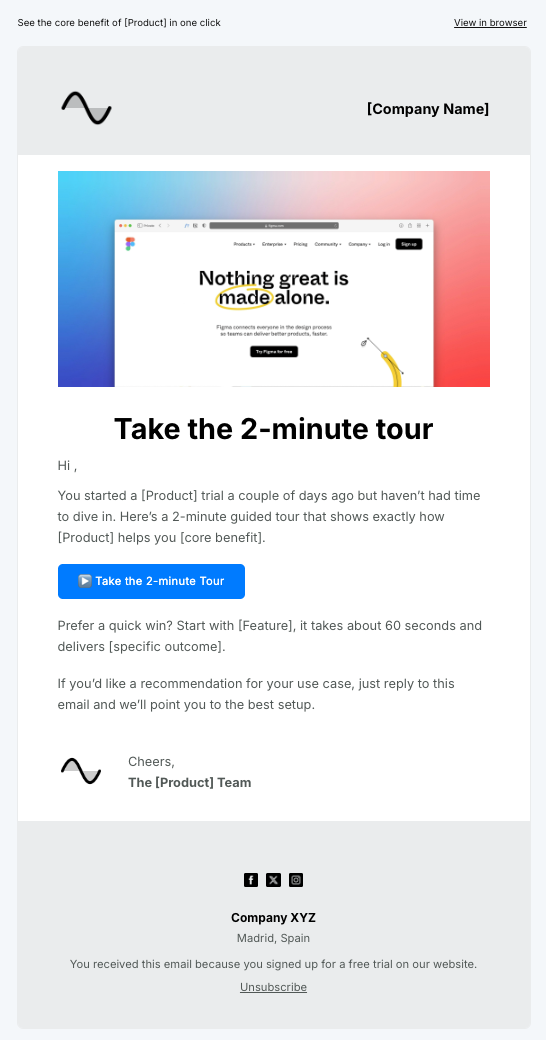 See the core benefit of [Product] in one click
View in browser
[Company Name]
Products
Enterprise
Pricing
Community
Company
Log in
Sign up
Nothing great is
made alone.
Figma connects everyone in the design process
so teams can deliver better products, faster.
Try Figma for free
Take the 2-minute tour
Hi ,
You started a [Product] trial a couple of days ago but haven’t had time
to dive in. Here’s a 2-minute guided tour that shows exactly how
[Product] helps you [core benefit].
Take the 2-minute Tour
Prefer a quick win? Start with [Feature], it takes about 60 seconds and
delivers [specific outcome].
If you’d like a recommendation for your use case, just reply to this
email and we’ll point you to the best setup.
Cheers,
The [Product] Team
Company XYZ
Madrid, Spain
You received this email because you signed up for a free trial on our website.
Unsubscribe